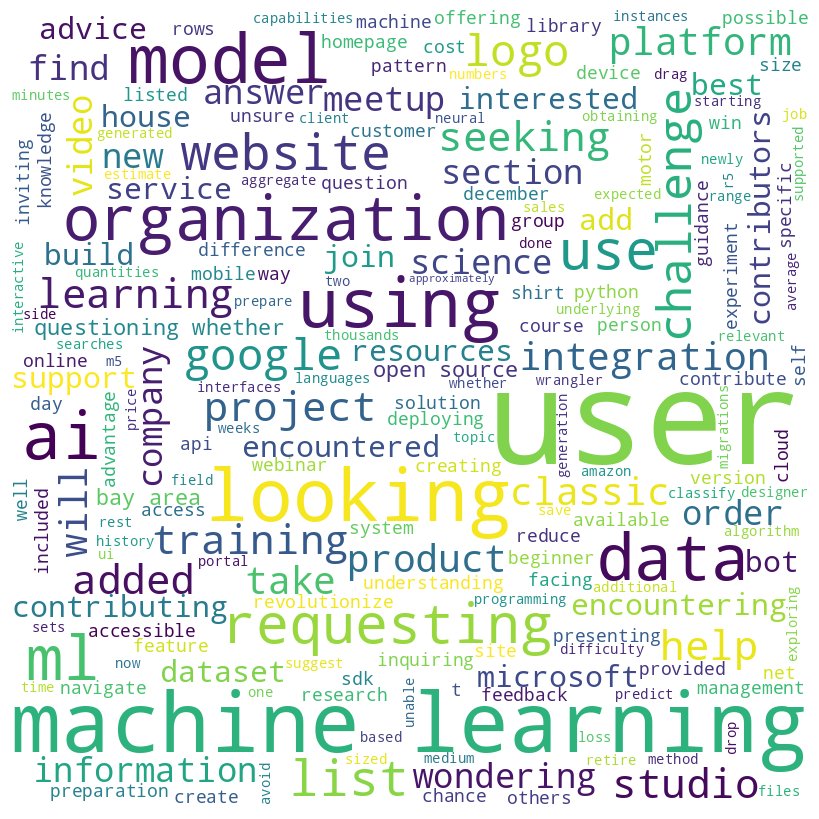 capabilities machine offering instances possible
advice rows homepage cost library
find model logo platform
pattern numbers device drag size
minutes listed answer meetup interested best starting
video house unsure client neural obtaining job
generated customer seeking challenge win
inviting knowledge new website section contributors supported
estimate service aggregate question december motor newly
organization expected r5 range
sales group add guidance specific
build difference done use
interactive join science experiment average
quantities mobile way two approximately
learning prepare using shirt python
side underlying person relevant
questioning whether thousands course
searches google resources open source integration self
online m5 languages whether wrangler contribute
support company interfaces
day price advantage project solution user
ai weeks deploying generation migrations
api encountered topic cloud
well will bay area webinar creating amazon version
field looking classic classify designer
included access save order
rest system available algorithm
history training reduce
ui portal product beginner data bot
added take understanding facing additional
contributing revolutionize programming encountering exploring
sets accessible requesting presenting help
now feature site difficulty
ml dataset suggest inquiring microsoft provided net
time navigate one research sdk t feedback predict management
machine learning unable
based loss drop
information list sized medium retire method
wondering studio
preparation create avoid chance others files